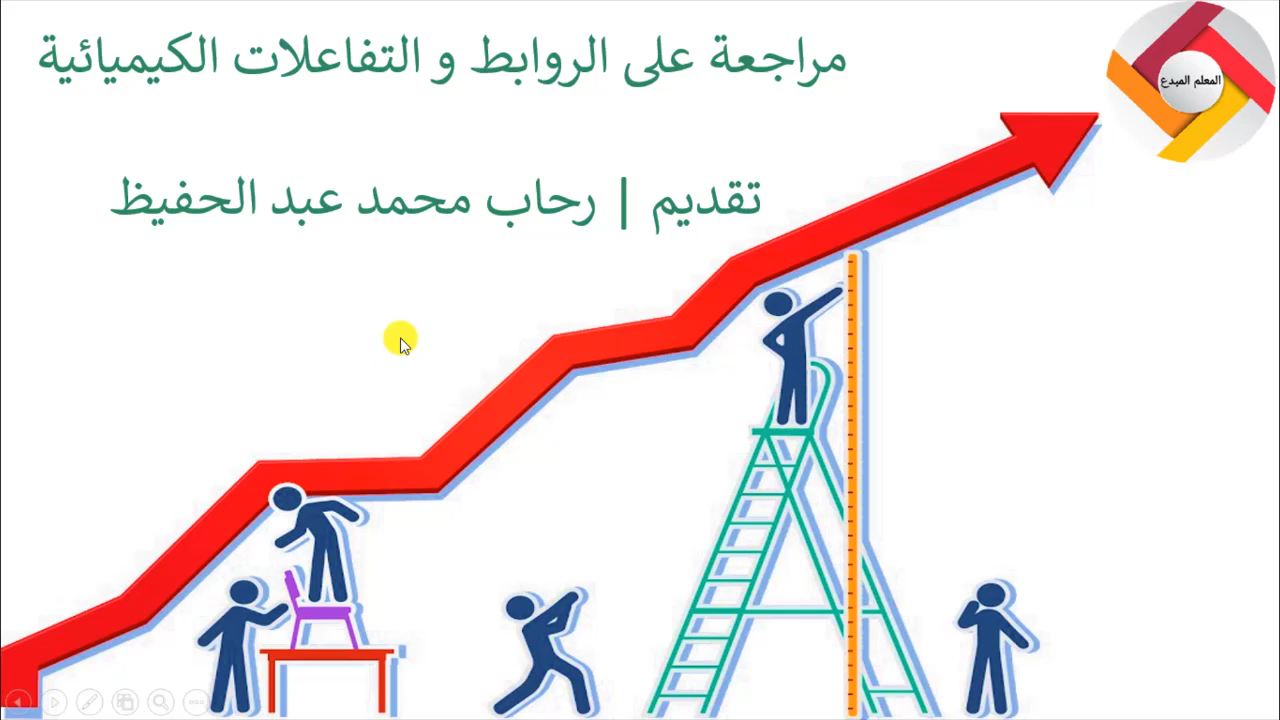 مراجعة على الروابط و التفاعلات الكيميائية
المعلم المبدع
تقديم | رحاب محمد عبد الحفيظ